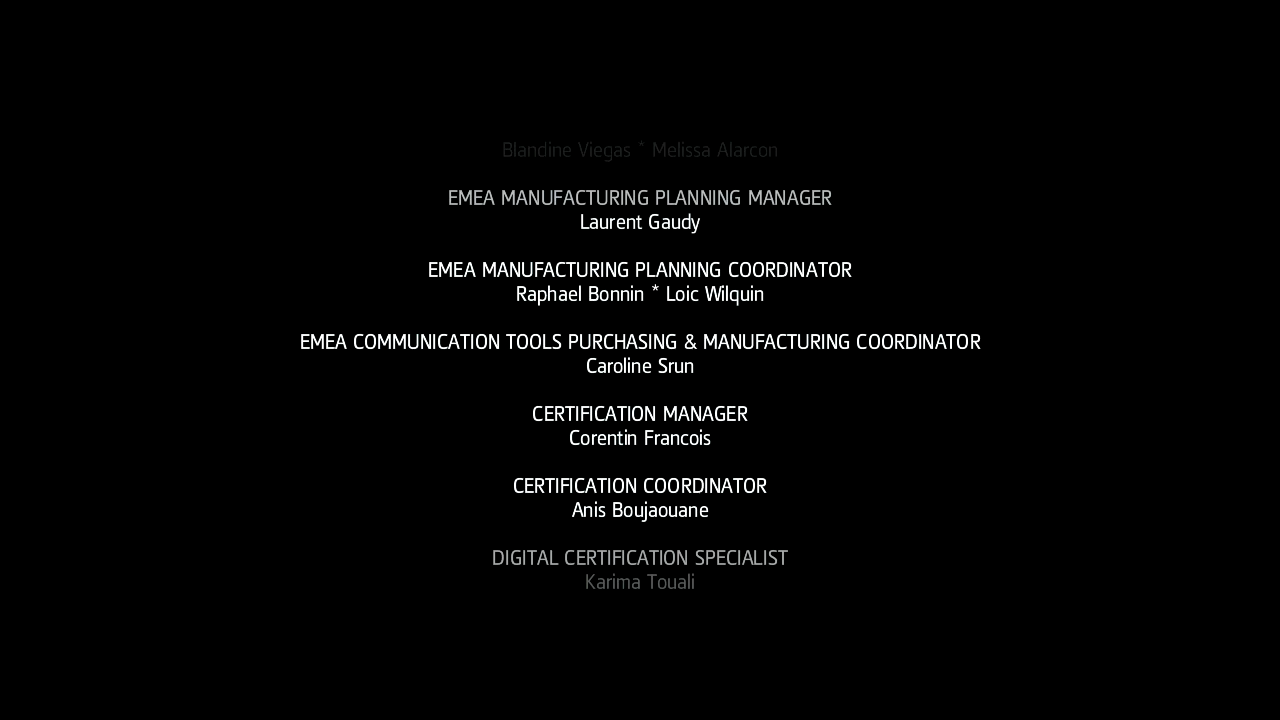 Blandine Viegas * Melissa Alarcon
EMEA MANUFACTURING PLANNING MANAGER
Laurent Gaudy
EMEA MANUFACTURING PLANNING COORDINATOR
Raphael Bonnin * Loic Wilquin
EMEA COMMUNICATION TOOLS PURCHASING & MANUFACTURING COORDINATOR
Caroline Srun
CERTIFICATION MANAGER
Corentin Francois
CERTIFICATION COORDINATOR
Anis Boujaouane
DIGITAL CERTIFICATION SPECIALIST
Karima Touali